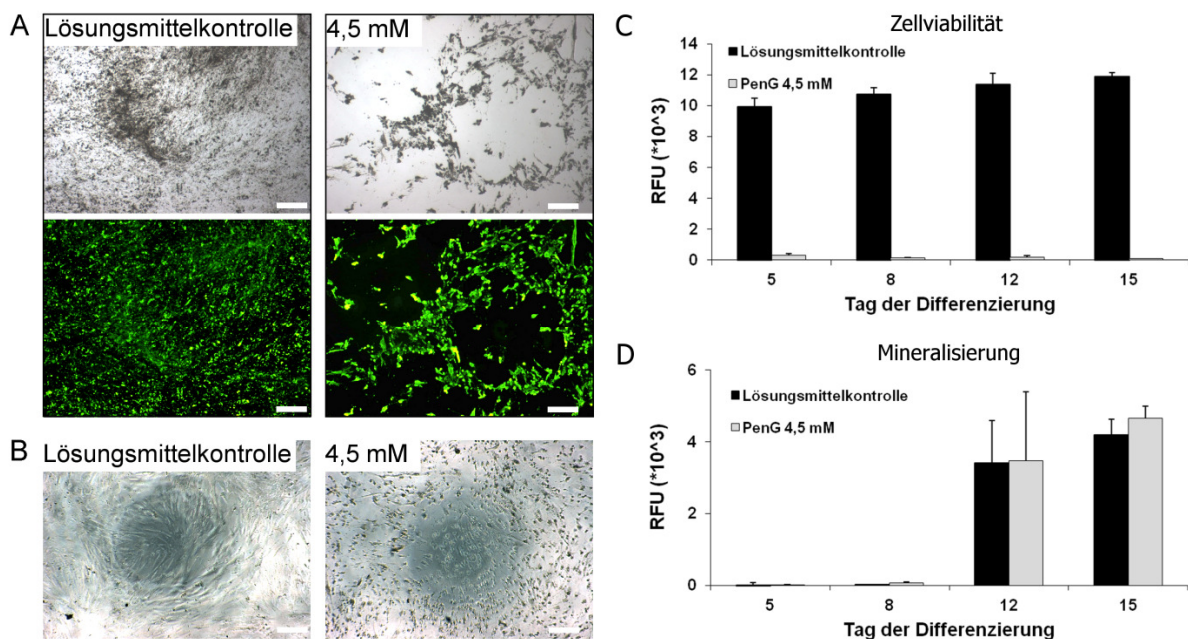 A
Lösungsmittelkontrolle
4,5 mM
B
Lösungsmittelkontrolle
4,5 mM
C
Zellviabilität
Lösungsmittelkontrolle
PenG 4,5 mM
RFU (*10^3)
14
12
10
8
6
4
2
0
5 8 12 15
Tag der Differenzierung
D
Mineralisierung
Lösungsmittelkontrolle
PenG 4,5 mM
RFU (*10^3)
6
4
2
0
5 8 12 15
Tag der Differenzierung